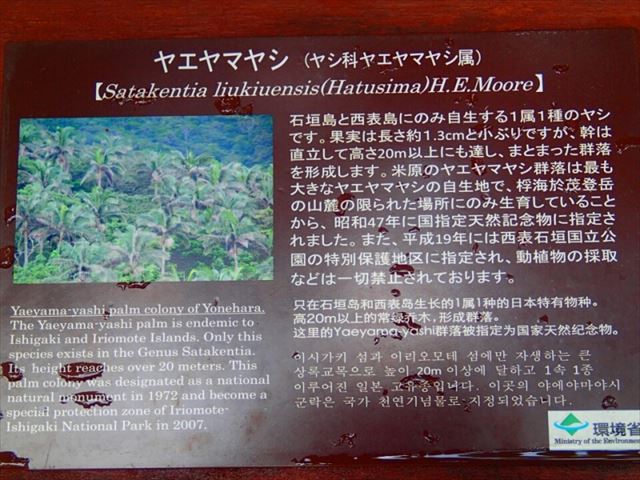 ヤエヤマヤシ（ヤシ科ヤエヤマヤシ属）
【Satakentia liukiuensis(Hatusima)H.E.Moore】
石垣島と西表島にのみ自生する1属1種のヤシ
です。果実は長さ約1.3cmと小ぶりですが、幹は
直立して高さ20m以上にも達し、まとまった群落
を形成します。米原のヤエヤマヤシ群落は最も
大きなヤエヤマヤシの自生地で、桴海於茂登岳
の山麓の限られた場所にのみ生育していること
から、昭和47年に国指定天然記念物に指定さ
れました。また、平成19年には西表石垣国立公
園の特別保護地区に指定され、動植物の採取
などは一切禁止されております。
Yaeyama-yashi palm colony of Yonehara.
The Yaeyama-yashi palm is endemic to
Ishigaki and Iriomote Islands. Only this
species exists in the Genus Satakentia.
Its height reaches over 20 meters. This
palm colony was designated as a national
natural monument in 1972 and become a
special protection zone of Iriomote-
Ishigaki National Park in 2007.
只在石垣岛和西表岛生长的1属1种的日本特有物种。
高20m以上的常绿乔木,形成群落。
这里的Yaeyama-yashi群落被指定为国家天然纪念物。
이시가키 섬과 이리오모테 섬에만 자생하는 큰
상록교목으로 높이 20m 이상에 달하고 1속 1종
이루어진 일본 고유종입니다. 이곳의 야에야마야시
군락은 국가 천연기념물로 지정되었습니다.
環境省
Ministry of the Environment